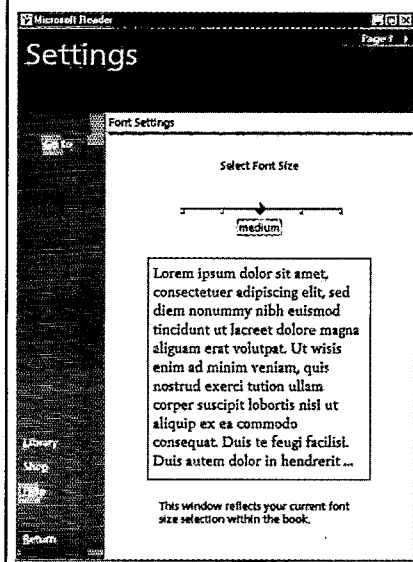 Microsoft Reader
Page 1
Settings
Font Settings
Go to
Select Font Size
medium
Lorem ipsum dolor sit amet,
consectetuer adipiscing elit, sed
diem nonummy nibh euismod
tincidunt ut lacreet dolore magna
aliguam erat volutpat. Ut wisis
enim ad minim veniam, quis
nostrud exerci tution ullam
corper suscipit lobortis nisl ut
aliquip ex ea commodo
consequat. Duis te feugi facilisi.
Duis autem dolor in hendrerit ...
Library
Shop
Help
Return
This window reflects your current font
size selection within the book.